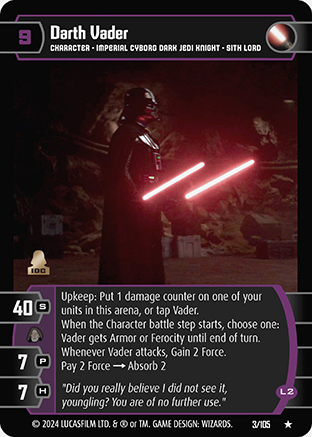 9
Darth Vader
CHARACTER • IMPERIAL CYBORG DARK JEDI KNIGHT • SITH LORD
IDC
40 S
7 P
7 H
Upkeep: Put 1 damage counter on one of your
units in this arena, or tap Vader.
When the Character battle step starts, choose one:
Vader gets Armor or Ferocity until end of turn.
Whenever Vader attacks, Gain 2 Force.
Pay 2 Force → Absorb 2
"Did you really believe I did not see it,
youngling? You are of no further use."
L2
© 2024 LUCASFILM LTD. & ® OR TM. GAME DESIGN: WIZARDS.
3/105 ★